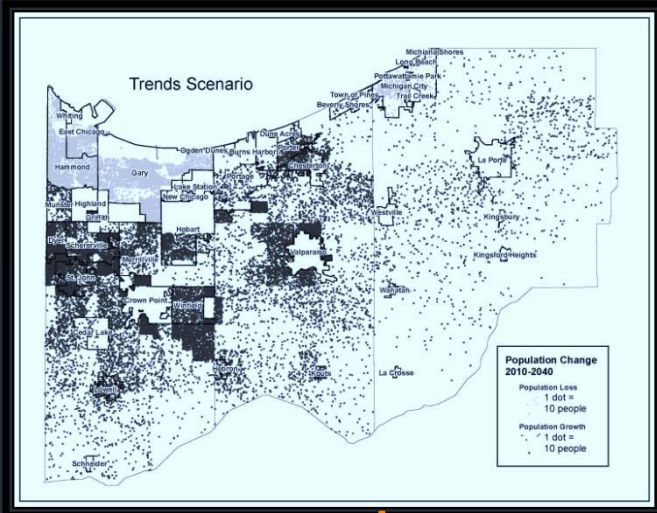 Trends Scenario
Michiana Shores
Long Beach
Pottawattamie Park
Michigan City
Trail Creek
Town of Pines
Beverly Shores
Dune Acres
Porter
Chesterton
Ogden Dunes
Burns Harbor
Portage
Whiting
East Chicago
Hammond
Gary
Lake Station
New Chicago
Munster
Highland
Griffith
Hobart
Dyer
Schererville
Merrillville
St. John
Crown Point
Winfield
Cedar Lake
Lowell
Schneider
Valparaiso
Hebron
Kouts
La Porte
Westville
Kingsbury
Kingsford Heights
Wanatah
La Crosse
Population Change
2010-2040
Population Loss
1 dot =
10 people
Population Growth
1 dot =
10 people